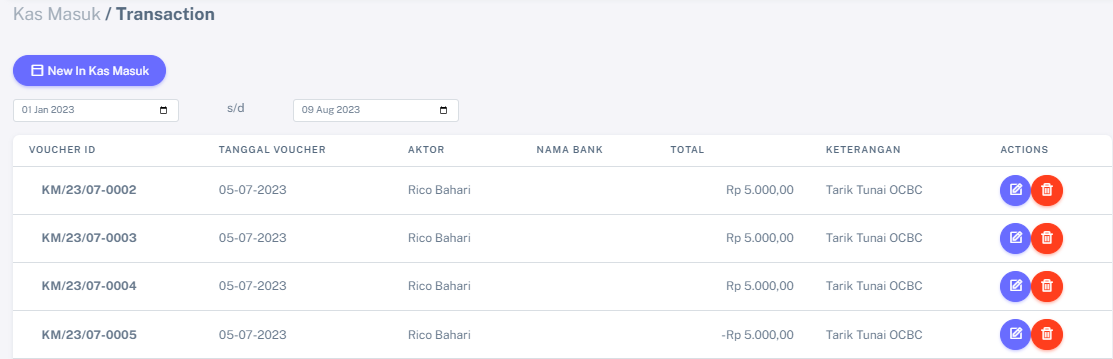 Kas Masuk / Transaction
New In Kas Masuk
01 Jan 2023 s/d 09 Aug 2023
VOUCHER ID TANGGAL VOUCHER AKTOR NAMA BANK TOTAL KETERANGAN ACTIONS
KM/23/07-0002 05-07-2023 Rico Bahari Rp 5.000,00 Tarik Tunai OCBC
KM/23/07-0003 05-07-2023 Rico Bahari Rp 5.000,00 Tarik Tunai OCBC
KM/23/07-0004 05-07-2023 Rico Bahari Rp 5.000,00 Tarik Tunai OCBC
KM/23/07-0005 05-07-2023 Rico Bahari -Rp 5.000,00 Tarik Tunai OCBC